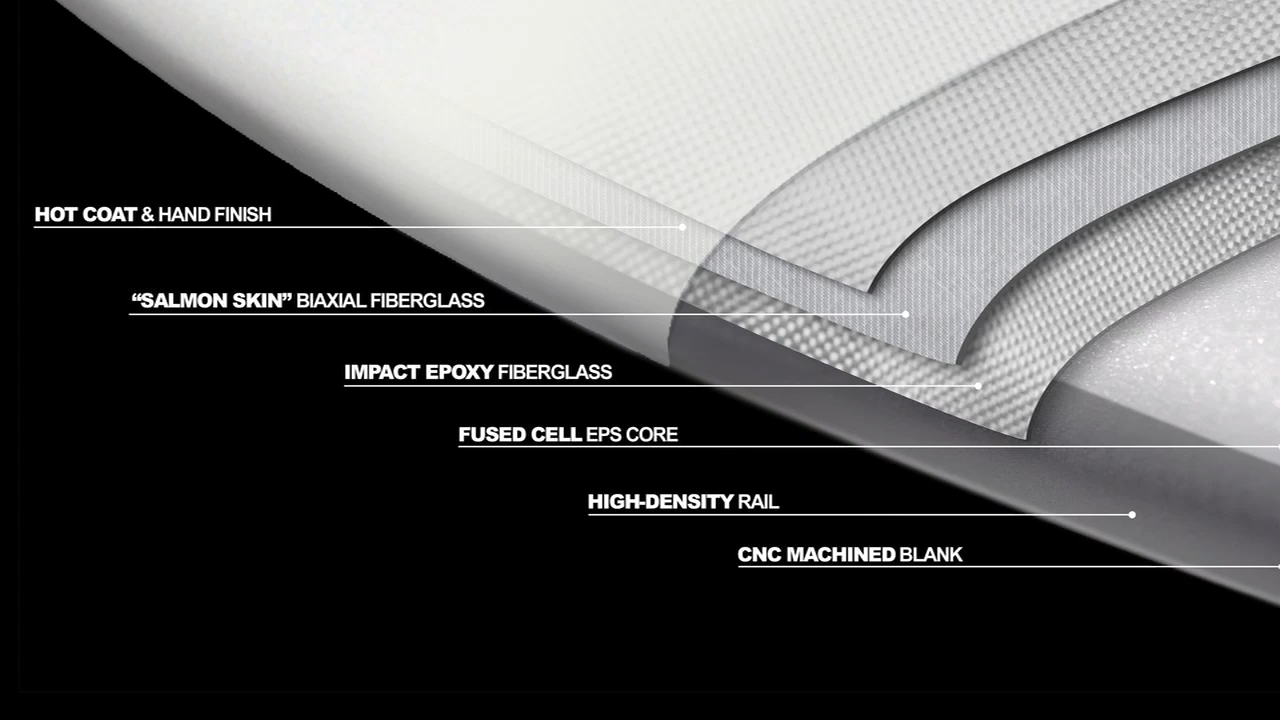 HOT COAT & HAND FINISH
“SALMON SKIN” BIAXIAL FIBERGLASS
IMPACT EPOXY FIBERGLASS
FUSED CELL EPS CORE
HIGH-DENSITY RAIL
CNC MACHINED BLANK